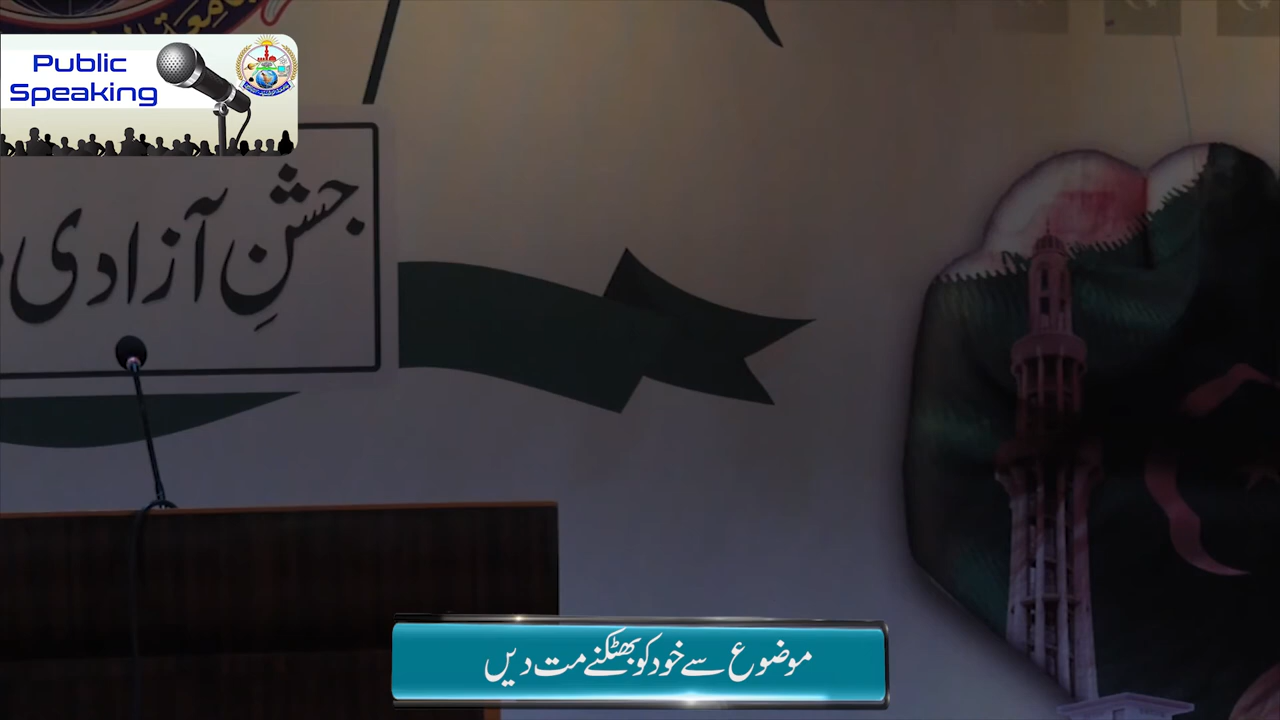 Public
Speaking
جشنِ آزادی
موضوع سے خود کو بھٹکنے مت دیں